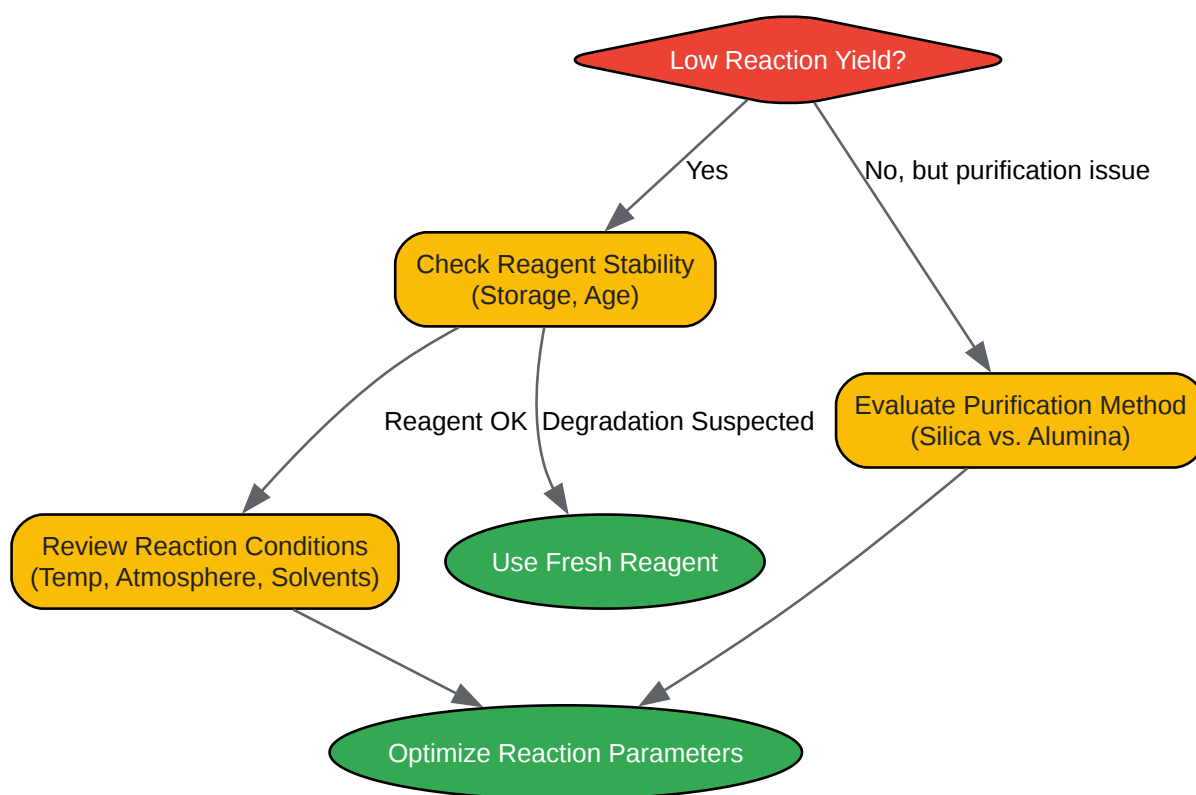 Low Reaction Yield?
Yes
No, but purification issue
Check Reagent Stability
(Storage, Age)
Reagent OK
Degradation Suspected
Evaluate Purification Method
(Silica vs. Alumina)
Review Reaction Conditions
(Temp, Atmosphere, Solvents)
Use Fresh Reagent
Optimize Reaction Parameters